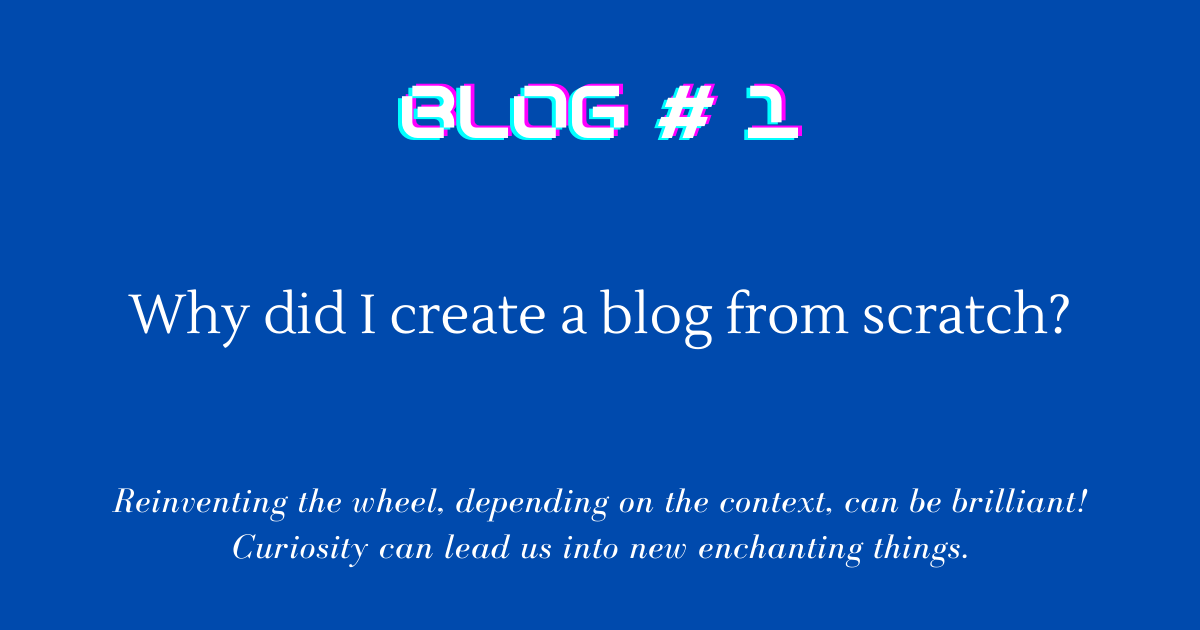 BLOG # 1
Why did I create a blog from scratch?
Reinventing the wheel, depending on the context, can be brilliant!
Curiosity can lead us into new enchanting things.